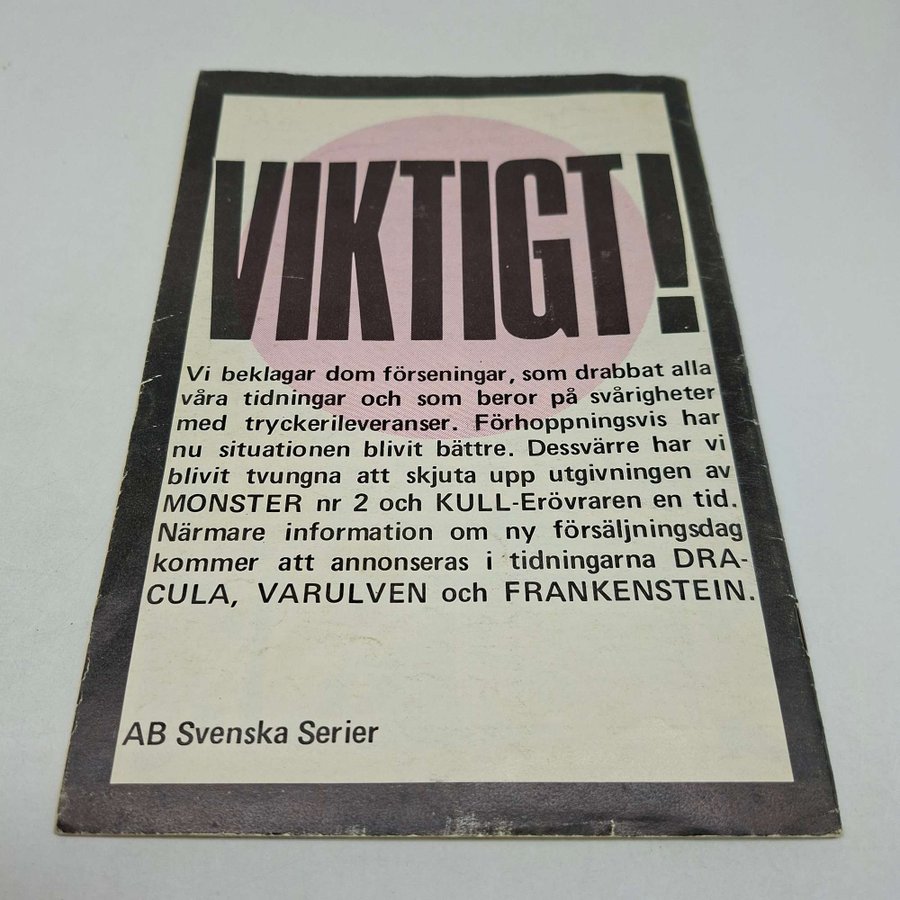 VIKTIGT!
Vi beklagar dom förseningar, som drabbat alla
våra tidningar och som beror på svårigheter
med tryckerileveranser. Förhoppningsvis har
nu situationen blivit bättre. Dessvärre har vi
blivit tvungna att skjuta upp utgivningen av
MONSTER nr 2 och KULL-Erövraren en tid.
Närmare information om ny försäljningsdag
kommer att annonseras i tidningarna DRA-
CULA, VARULVEN och FRANKENSTEIN.
AB Svenska Serier